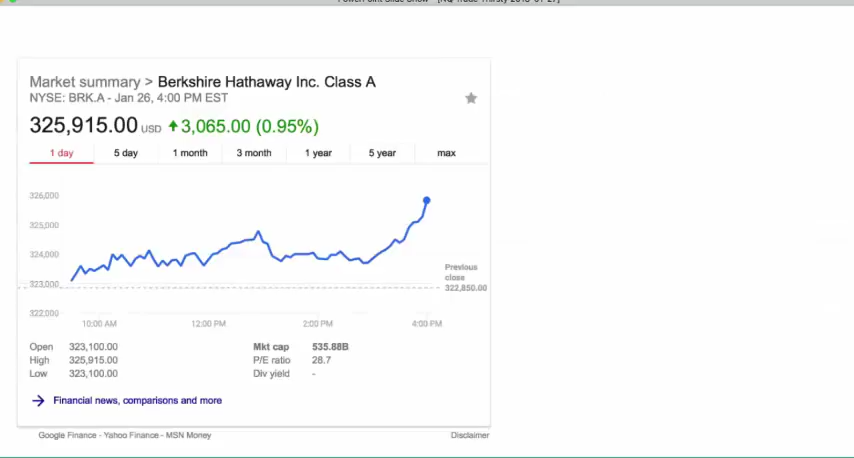 Market summary > Berkshire Hathaway Inc. Class A
NYSE: BRK.A - Jan 26, 4:00 PM EST
325,915.00 USD 3,065.00 (0.95%)
1 day 5 day 1 month 3 month 1 year 5 year max
326,000
325,000
324,000
Previous
close
323,000
322,850.00
322,000
10:00 AM 12:00 PM 2:00 PM 4:00 PM
Open 323,100.00 Mkt cap 535.88B
High 325,915.00 P/E ratio 28.7
Low 323,100.00 Div yield -
Financial news, comparisons and more
Google Finance - Yahoo Finance - MSN Money Disclaimer